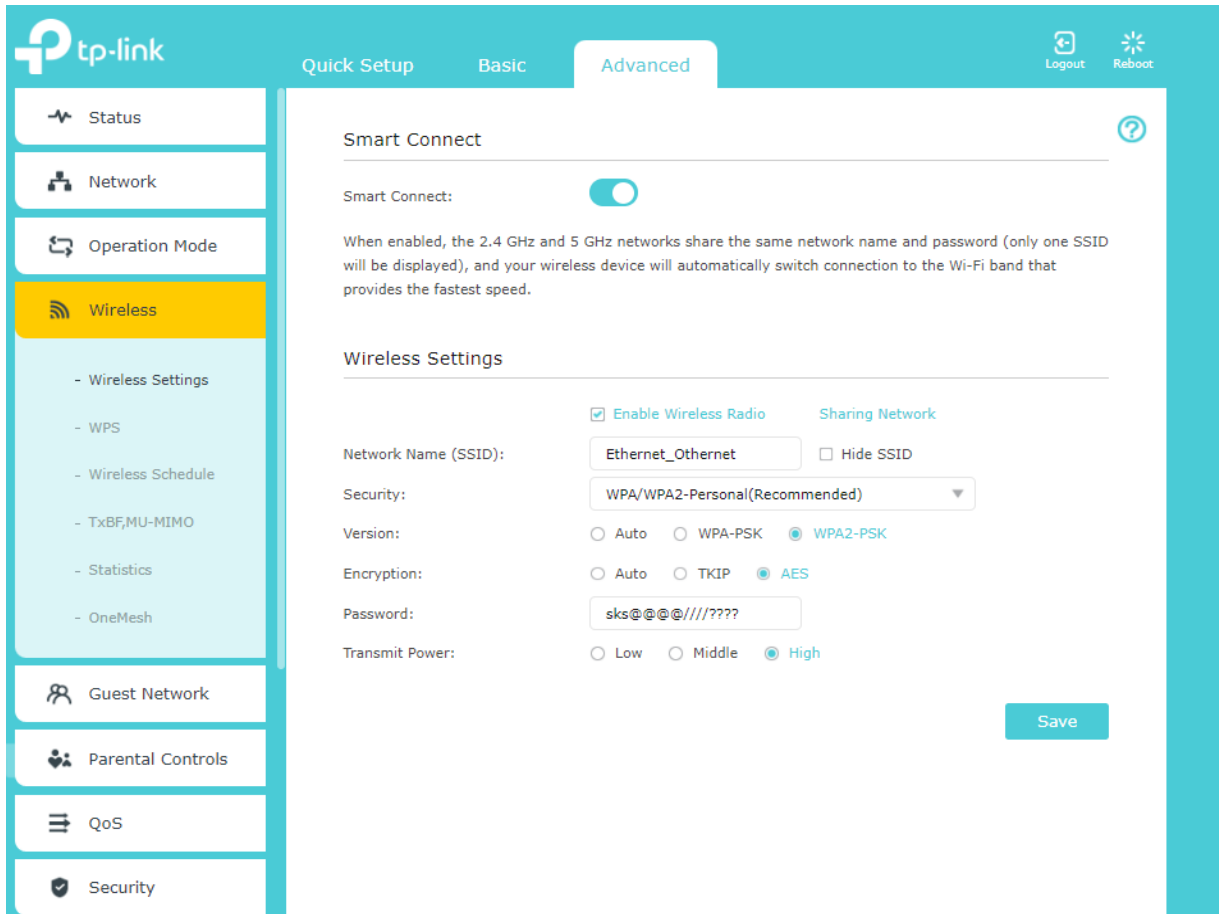 tp-link
Quick Setup Basic Advanced
Logout Reboot
Status
Network
Operation Mode
Wireless
- Wireless Settings
- WPS
- Wireless Schedule
- TxBF,MU-MIMO
- Statistics
- OneMesh
Guest Network
Parental Controls
QoS
Security
Smart Connect
Smart Connect:
When enabled, the 2.4 GHz and 5 GHz networks share the same network name and password (only one SSID
will be displayed), and your wireless device will automatically switch connection to the Wi-Fi band that
provides the fastest speed.
Wireless Settings
Enable Wireless Radio Sharing Network
Network Name (SSID): Ethernet_Othernet Hide SSID
Security: WPA/WPA2-Personal(Recommended)
Version: Auto WPA-PSK WPA2-PSK
Encryption: Auto TKIP AES
Password: sks@@@@////????
Transmit Power: Low Middle High
Save